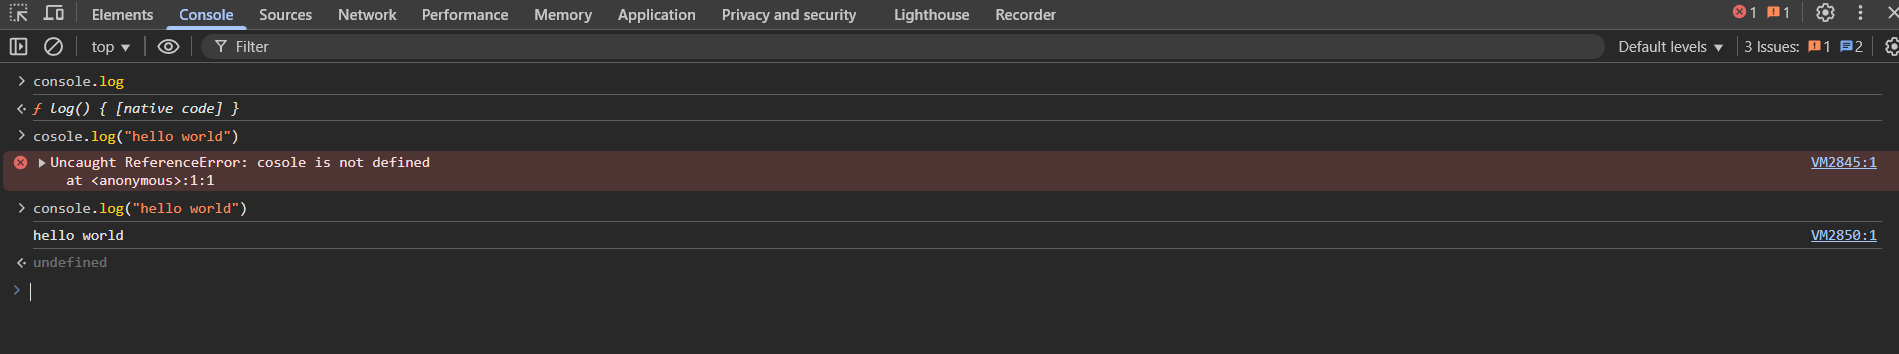 Elements Console Sources Network Performance Memory Application Privacy and security Lighthouse Recorder 1 1
top Filter Default levels 3 Issues: 1 2
console.log
ƒ log() { [native code] }
cosole.log("hello world")
Uncaught ReferenceError: cosole is not defined VM2845:1
at <anonymous>:1:1
console.log("hello world")
hello world VM2850:1
undefined